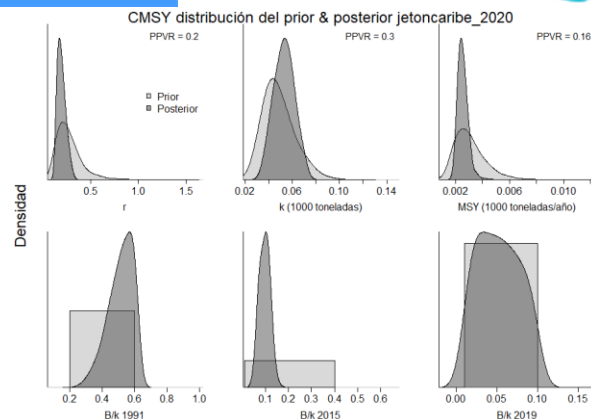 CMSY distribución del prior & posterior jetoncaribe_2020
PPVR = 0.2
PPVR = 0.3
PPVR = 0.16
Prior
Posterior
0.5 1.0 1.5
r
0.02 0.06 0.10 0.14
k (1000 toneladas)
0.002 0.006 0.010
MSY (1000 toneladas/año)
Densidad
0.2 0.4 0.6 0.8 1.0
B/k 1991
0.1 0.2 0.3 0.4 0.5 0.6
B/k 2015
0.00 0.05 0.10 0.15
B/k 2019